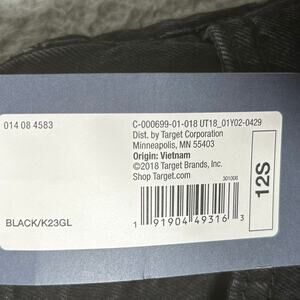 014 08 4583
C-000699-01-018 UT18_01Y02-0429
Dist. by Target Corporation
Minneapolis, MN 55403
Origin: Vietnam
©2018 Target Brands, Inc.
Shop Target.com
301008
12S
BLACK/K23GL
1 91904 49316 3